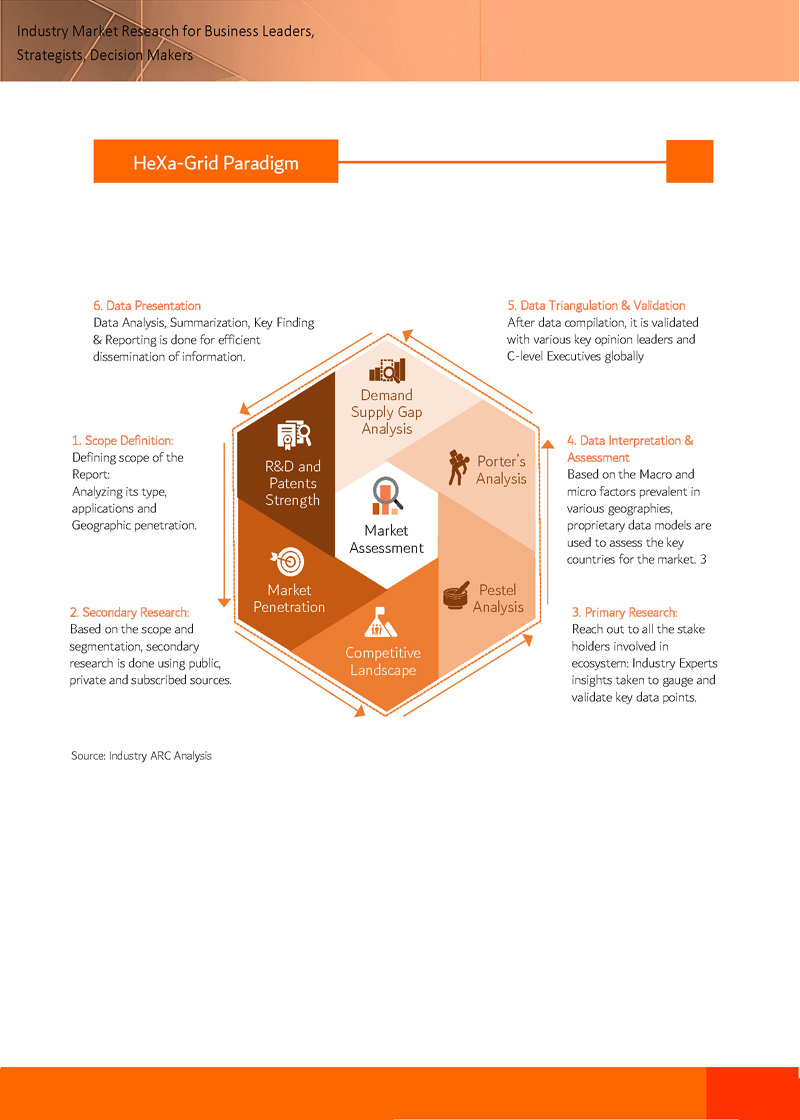 Industry Market Research for Business Leaders,
Strategists, Decision Makers
HeXa-Grid Paradigm
6. Data Presentation
Data Analysis, Summarization, Key Finding
& Reporting is done for efficient
dissemination of information.
5. Data Triangulation & Validation
After data compilation, it is validated
with various key opinion leaders and
C-level Executives globally
1. Scope Definition:
Defining scope of the
Report:
Analyzing its type,
applications and
Geographic penetration.
Demand
Supply Gap
Analysis
R&D and
Patents
Strength
Porter's
Analysis
Market
Assessment
Market
Penetration
Pestel
Analysis
Competitive
Landscape
4. Data Interpretation &
Assessment
Based on the Macro and
micro factors prevalent in
various geographies,
proprietary data models are
used to assess the key
countries for the market. 3
2. Secondary Research:
Based on the scope and
segmentation, secondary
research is done using public,
private and subscribed sources.
3. Primary Research:
Reach out to all the stake
holders involved in
ecosystem: Industry Experts
insights taken to gauge and
validate key data points.
Source: Industry ARC Analysis